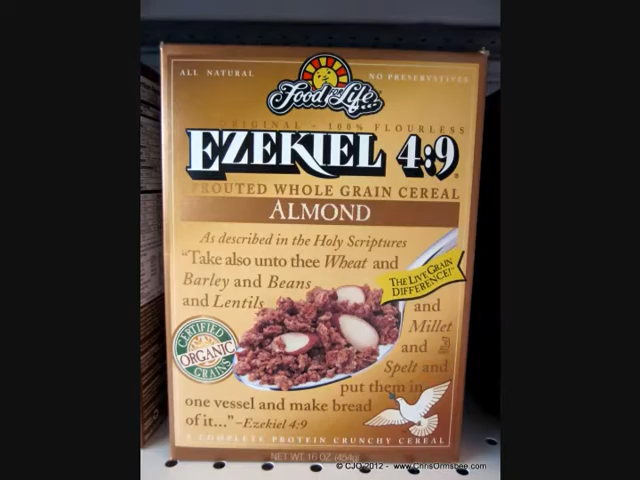 ALL NATURAL
NO PRESERVATIVES
Food for Life
ORIGINAL - 100% FLOURLESS
EZEKIEL 4:9
SPROUTED WHOLE GRAIN CEREAL
ALMOND
As described in the Holy Scriptures
"Take also unto thee Wheat and
Barley and Beans
and Lentils
THE LIVE GRAIN
DIFFERENCE!
and
Millet
and
Spelt and
put them in
one vessel and make bread
of it..." –Ezekiel 4:9
CERTIFIED
ORGANIC
GRAINS
A COMPLETE PROTEIN CRUNCHY CEREAL
NET WT. 16 OZ (454g)
© CJO 2012 - www.ChrisOrmsbee.com